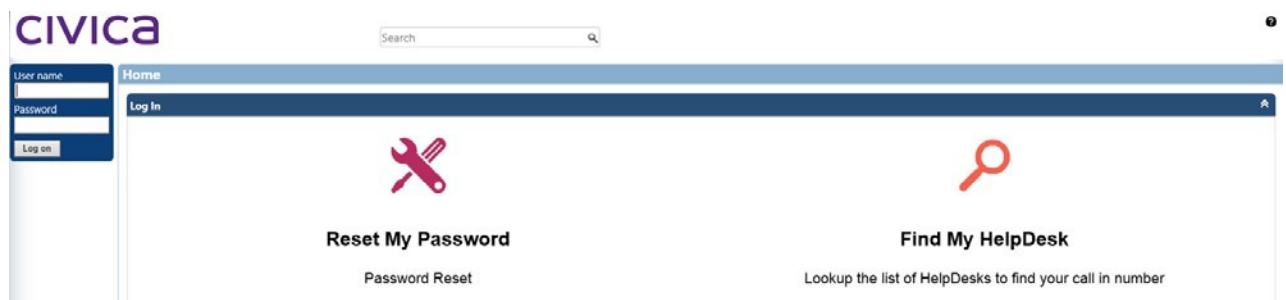 CIVICA
Search
?
User name
Password
Log on
Home
Log In
Reset My Password
Password Reset
Find My HelpDesk
Lookup the list of HelpDesks to find your call in number